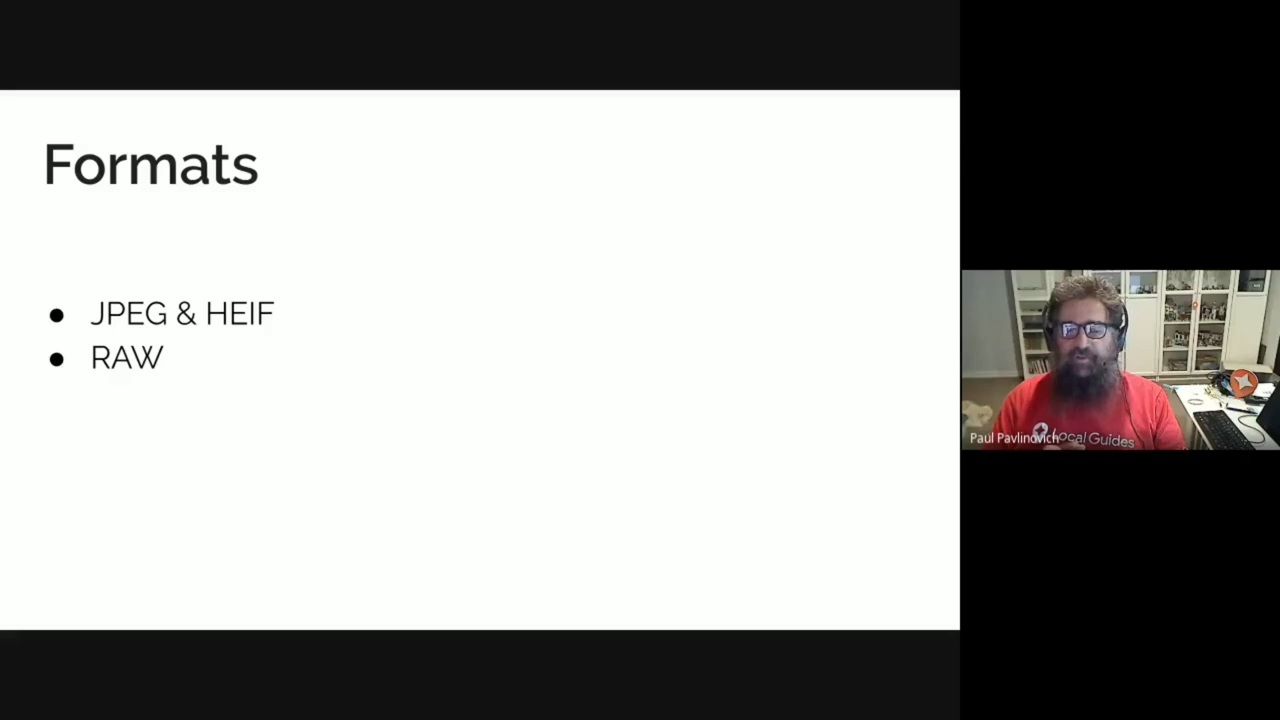 Formats
● JPEG & HEIF
● RAW
Paul Pavlinovich
Local Guides